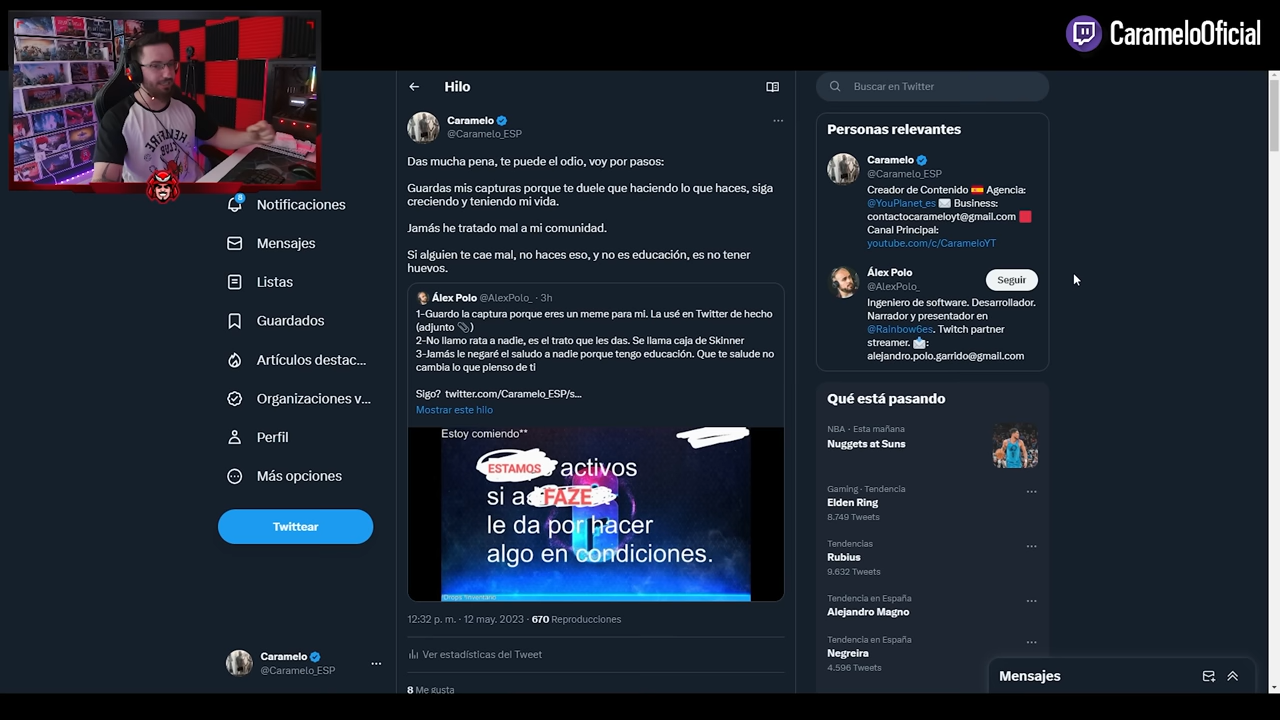 CarameloOficial
HELLFIRE
CLUB
8
Notificaciones
Mensajes
Listas
Guardados
Artículos destac...
Organizaciones v...
Perfil
Más opciones
Twittear
Caramelo
@Caramelo_ESP
Hilo
Caramelo
@Caramelo_ESP
Das mucha pena, te puede el odio, voy por pasos:
Guardas mis capturas porque te duele que haciendo lo que haces, siga
creciendo y teniendo mi vida.
Jamás he tratado mal a mi comunidad.
Si alguien te cae mal, no haces eso, y no es educación, es no tener
huevos.
Álex Polo @AlexPolo_ · 3h
1-Guardo la captura porque eres un meme para mi. La usé en Twitter de hecho
(adjunto 📎)
2-No llamo rata a nadie, es el trato que les das. Se llama caja de Skinner
3-Jamás le negaré el saludo a nadie porque tengo educación. Que te salude no
cambia lo que pienso de ti
Sigo? twitter.com/Caramelo_ESP/s...
Mostrar este hilo
Estoy comiendo**
ESTAMOS activos
si a FAZE
le da por hacer
algo en condiciones.
12:32 p. m. · 12 may. 2023 · 670 Reproducciones
Ver estadísticas del Tweet
8 Me gusta
Buscar en Twitter
Personas relevantes
Caramelo
@Caramelo_ESP
Creador de Contenido 🇪🇸 Agencia:
@YouPlanet_es ✉️ Business:
contactocarameloyt@gmail.com 🟥
Canal Principal:
youtube.com/c/CarameloYT
Álex Polo
@AlexPolo_
Seguir
Ingeniero de software. Desarrollador.
Narrador y presentador en
@Rainbow6es. Twitch partner
streamer. 📩:
alejandro.polo.garrido@gmail.com
Qué está pasando
NBA · Esta mañana
Nuggets at Suns
Gaming · Tendencia
Elden Ring
8.749 Tweets
Tendencias
Rubius
9.632 Tweets
Tendencia en España
Alejandro Magno
Tendencia en España
Negreira
4.596 Tweets
Mensajes